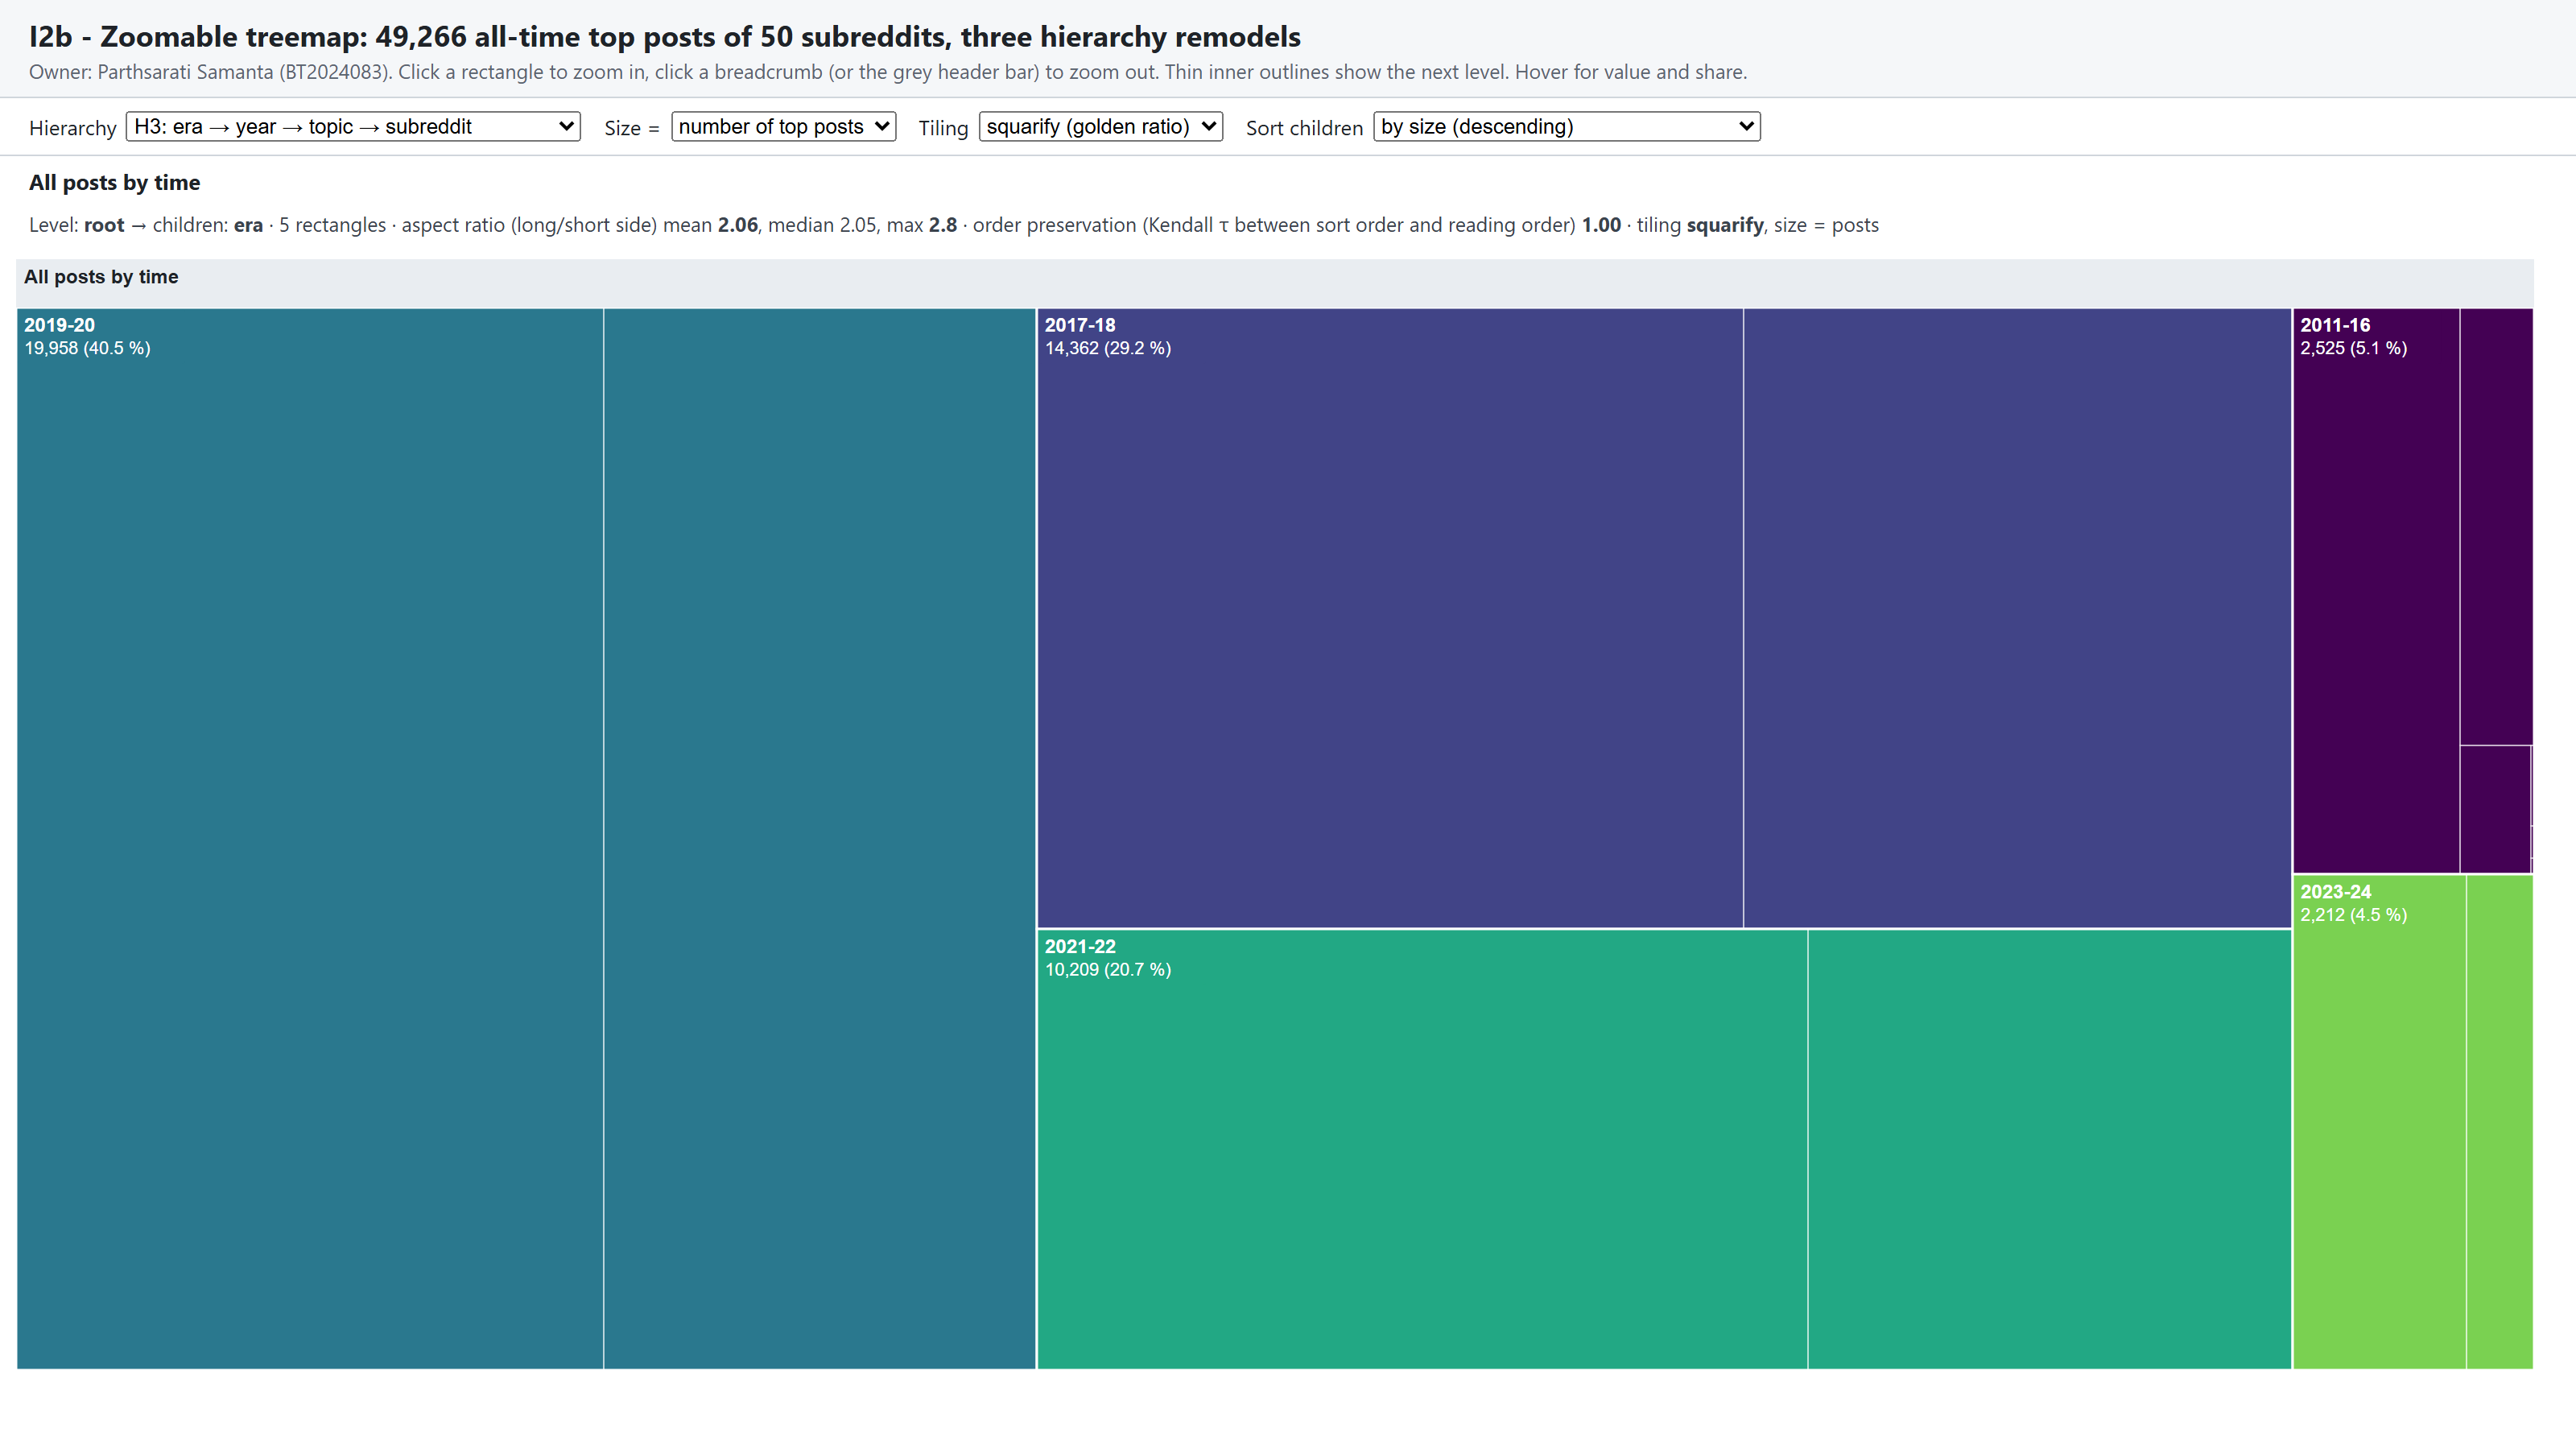 I2b - Zoomable treemap: 49,266 all-time top posts of 50 subreddits, three hierarchy remodels
Owner: Parthsarati Samanta (BT2024083). Click a rectangle to zoom in, click a breadcrumb (or the grey header bar) to zoom out. Thin inner outlines show the next level. Hover for value and share.
Hierarchy H3: era → year → topic → subreddit Size = number of top posts Tiling squarify (golden ratio) Sort children by size (descending)
All posts by time
Level: root → children: era · 5 rectangles · aspect ratio (long/short side) mean 2.06, median 2.05, max 2.8 · order preservation (Kendall τ between sort order and reading order) 1.00 · tiling squarify, size = posts
All posts by time
2019-20
19,958 (40.5 %)
2017-18
14,362 (29.2 %)
2011-16
2,525 (5.1 %)
2023-24
2,212 (4.5 %)
2021-22
10,209 (20.7 %)